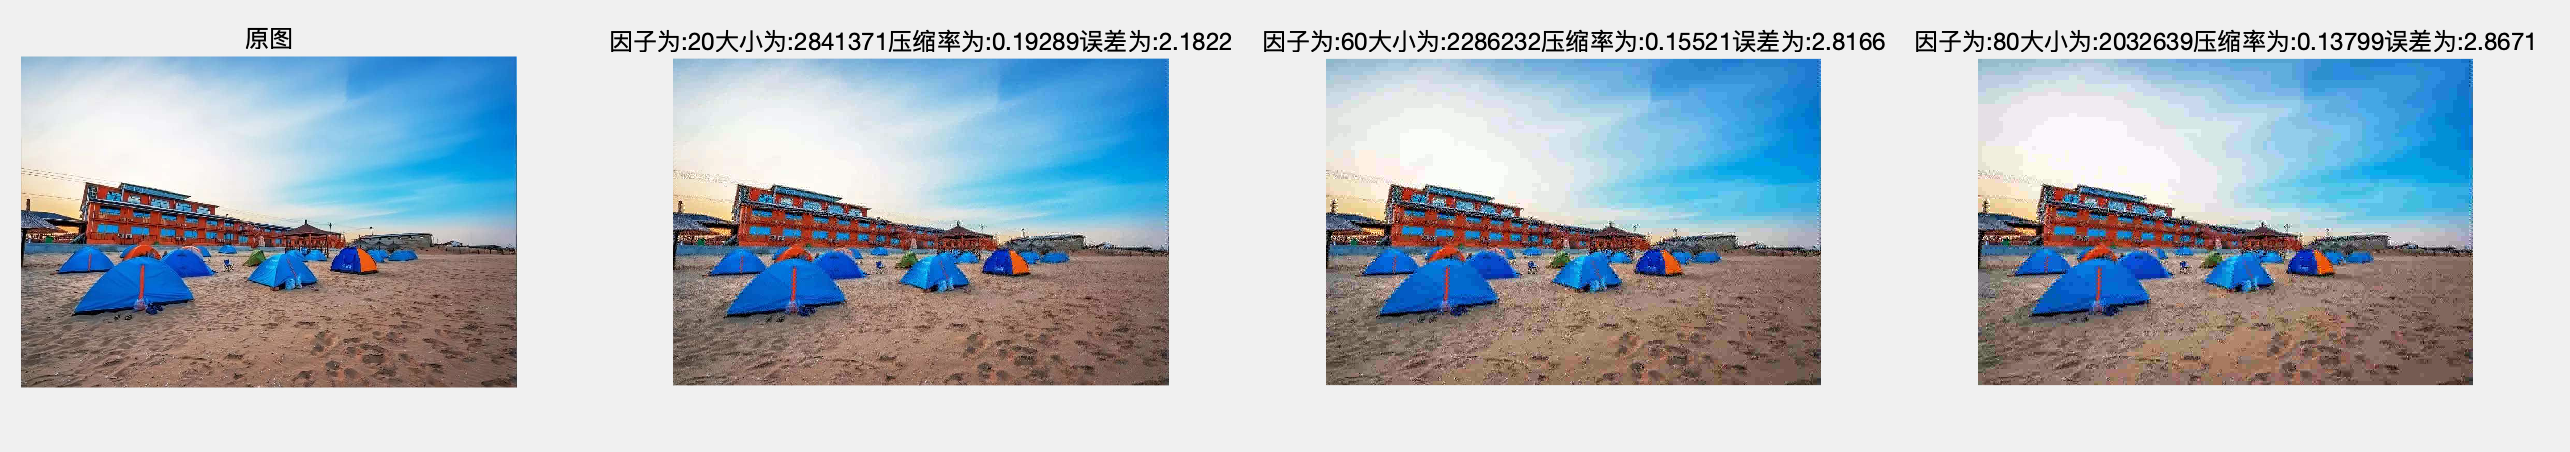 原图
因子为:20大小为:2841371压缩率为:0.19289误差为:2.1822
因子为:60大小为:2286232压缩率为:0.15521误差为:2.8166
因子为:80大小为:2032639压缩率为:0.13799误差为:2.8671